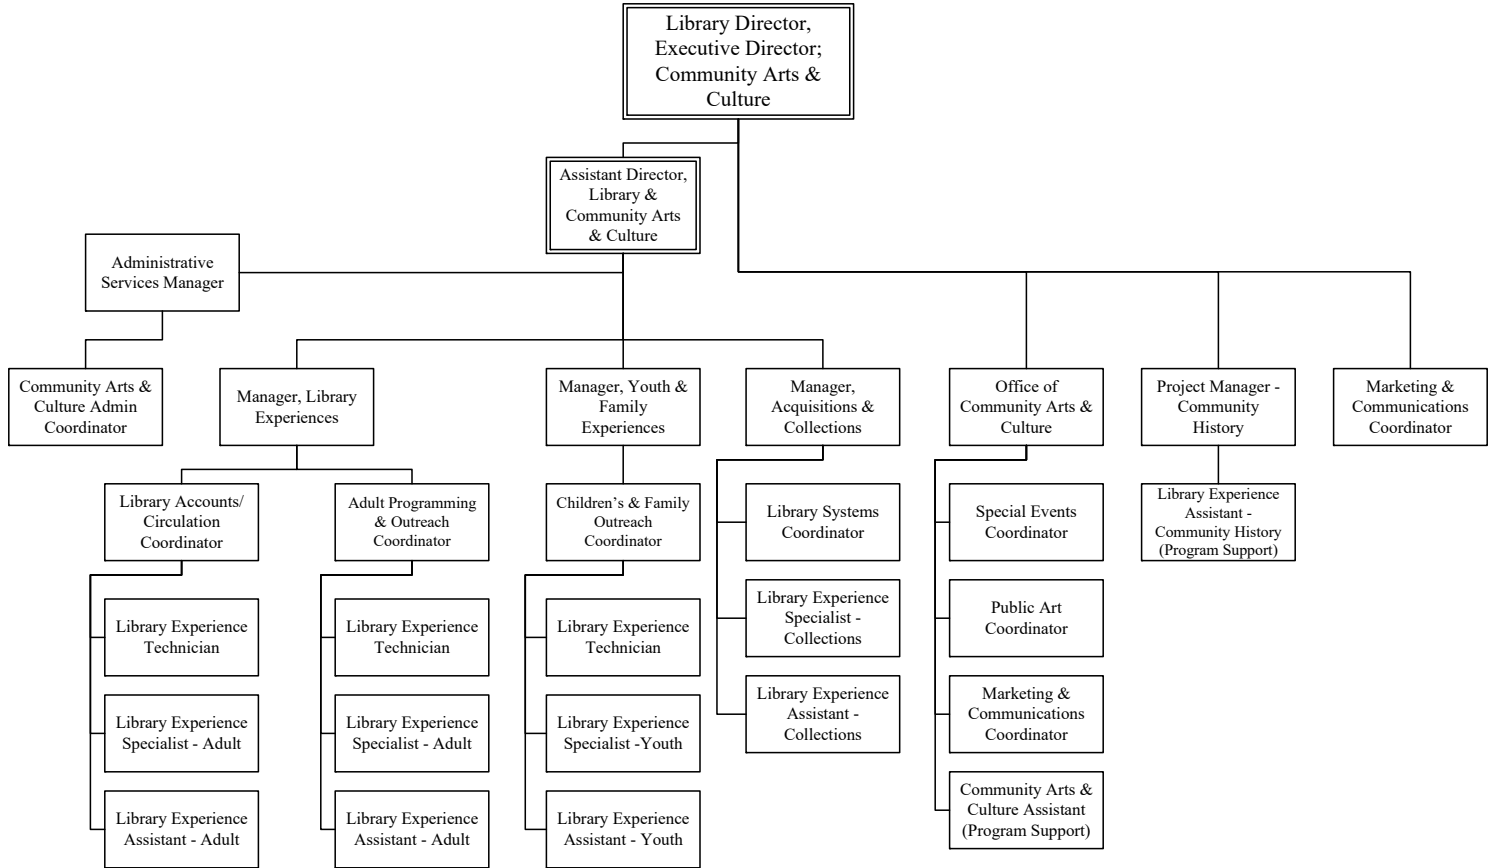 Library Director,
Executive Director;
Community Arts &
Culture
Assistant Director,
Library &
Community Arts
& Culture
Administrative
Services Manager
Community Arts &
Culture Admin
Coordinator
Manager, Library
Experiences
Manager, Youth &
Family
Experiences
Manager,
Acquisitions &
Collections
Office of
Community Arts &
Culture
Project Manager -
Community
History
Marketing &
Communications
Coordinator
Library Accounts/
Circulation
Coordinator
Adult Programming
& Outreach
Coordinator
Children's & Family
Outreach
Coordinator
Library Systems
Coordinator
Special Events
Coordinator
Library Experience
Assistant -
Community History
(Program Support)
Library Experience
Technician
Library Experience
Technician
Library Experience
Technician
Library Experience
Specialist -
Collections
Public Art
Coordinator
Library Experience
Specialist - Adult
Library Experience
Specialist - Adult
Library Experience
Specialist -Youth
Library Experience
Assistant -
Collections
Marketing &
Communications
Coordinator
Library Experience
Assistant - Adult
Library Experience
Assistant - Adult
Library Experience
Assistant - Youth
Community Arts &
Culture Assistant
(Program Support)